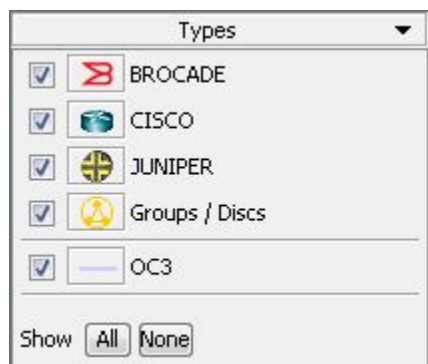 Types
BROCADE
CISCO
JUNIPER
Groups / Discs
OC3
Show All None